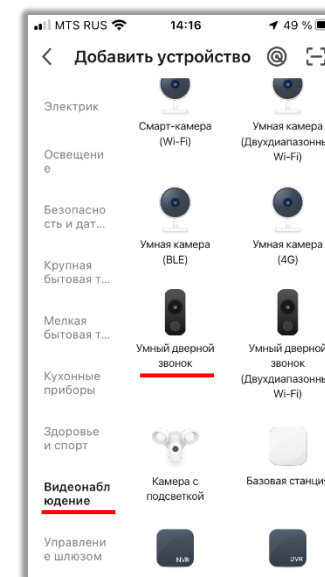 MTS RUS 14:16 49 %
Добавить устройство
Электрик
Освещени
е
Безопасно
сть и дат...
Крупная
бытовая т...
Мелкая
бытовая т...
Кухонные
приборы
Здоровье
и спорт
Видеонабл
юдение
Управлени
е шлюзом
Смарт-камера
(Wi-Fi)
Умная камера
(Двухдиапазонны
Wi-Fi)
Умная камера
(BLE)
Умная камера
(4G)
Умный дверной
звонок
Умный дверной
звонок
(Двухдиапазонны
Wi-Fi)
Камера с
подсветкой
Базовая станция
NVR
DVR